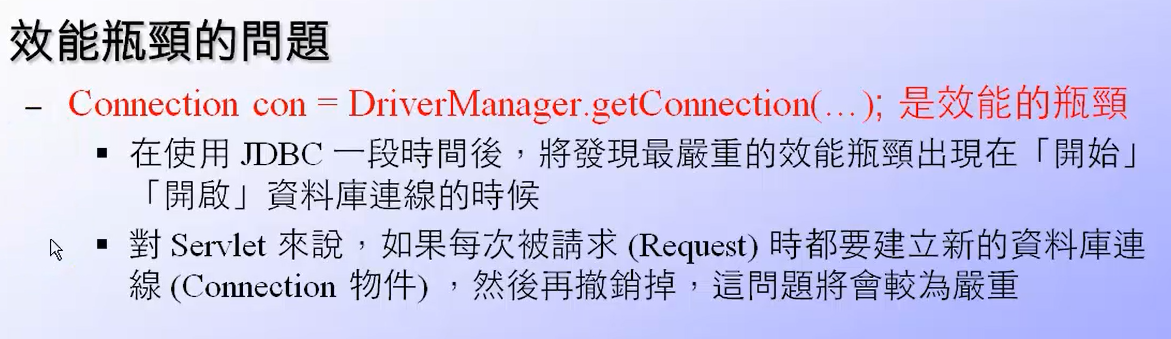 效能瓶頸的問題
– Connection con = DriverManager.getConnection(…); 是效能的瓶頸
▪ 在使用 JDBC 一段時間後，將發現最嚴重的效能瓶頸出現在「開始」
「開啟」資料庫連線的時候
▪ 對 Servlet 來說，如果每次被請求 (Request) 時都要建立新的資料庫連
線 (Connection 物件) ，然後再撤銷掉，這問題將會較為嚴重